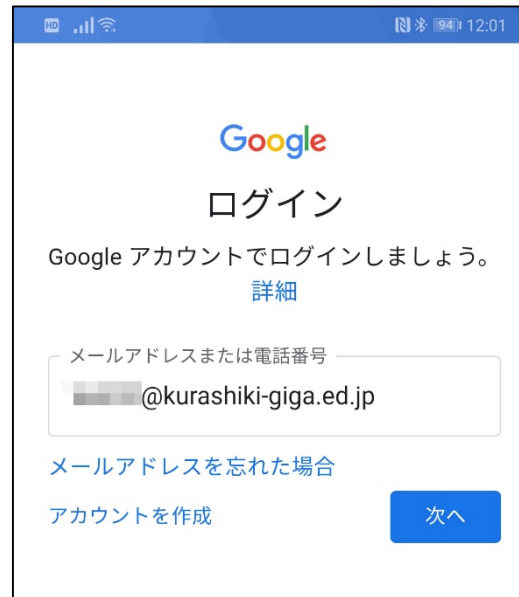 HD 94 12:01
Google
ログイン
Google アカウントでログインしましょう。
詳細
メールアドレスまたは電話番号
@kurashiki-giga.ed.jp
メールアドレスを忘れた場合
アカウントを作成 次へ